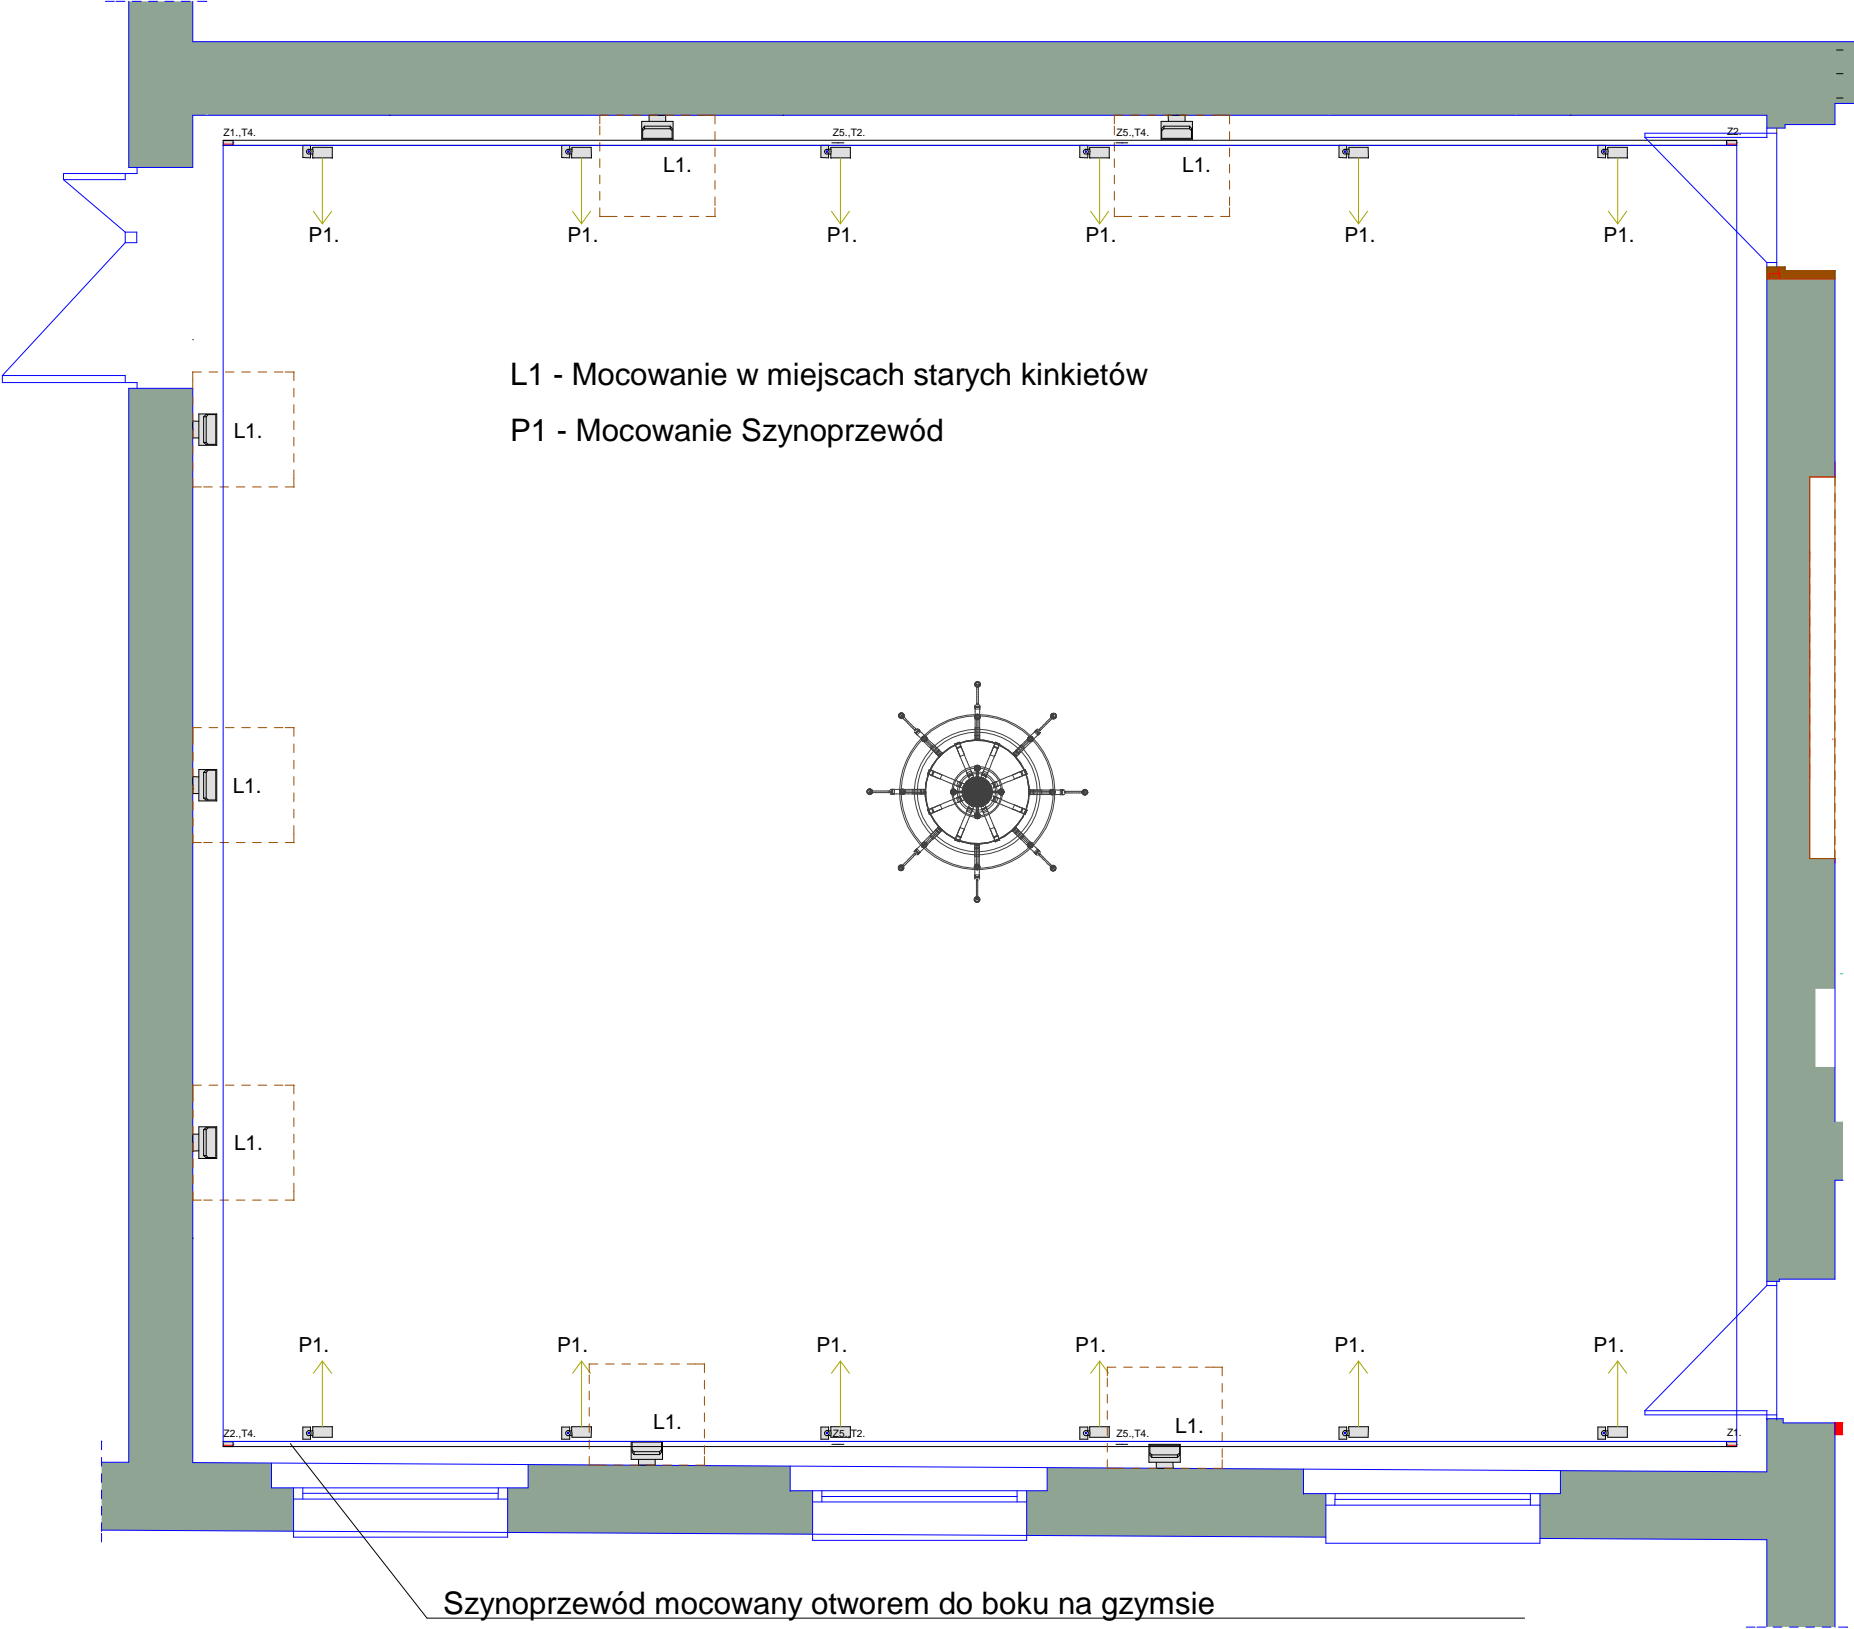 Z1.,T4.
Z5.,T2.
Z5.,T4.
Z2.
L1.
L1.
P1.
P1.
P1.
P1.
P1.
P1.
L1 - Mocowanie w miejscach starych kinkietów
P1 - Mocowanie Szynoprzewód
L1.
L1.
L1.
P1.
P1.
P1.
P1.
P1.
P1.
L1.
L1.
Z2.,T4.
Z5.,T2.
Z5.,T4.
Z1.
Szynoprzewód mocowany otworem do boku na gzymsie